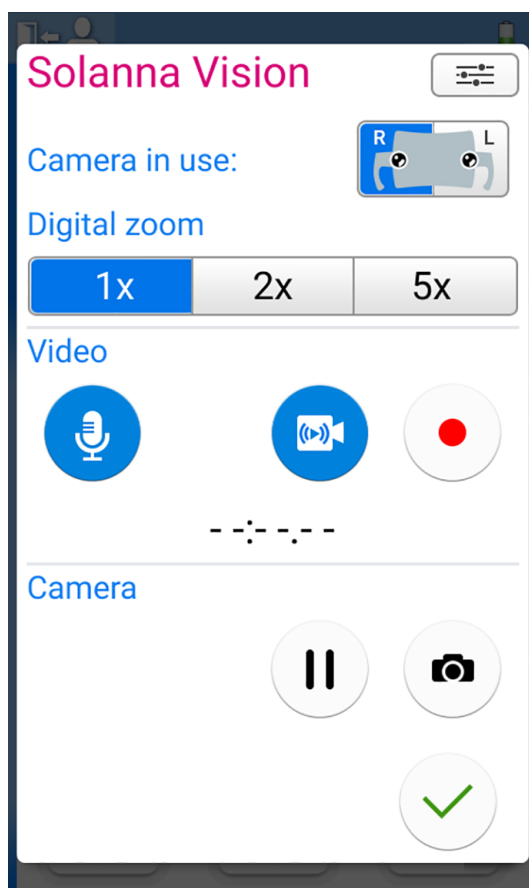 Solanna Vision
Camera in use:
R L
Digital zoom
1x 2x 5x
Video
--:--.--
Camera